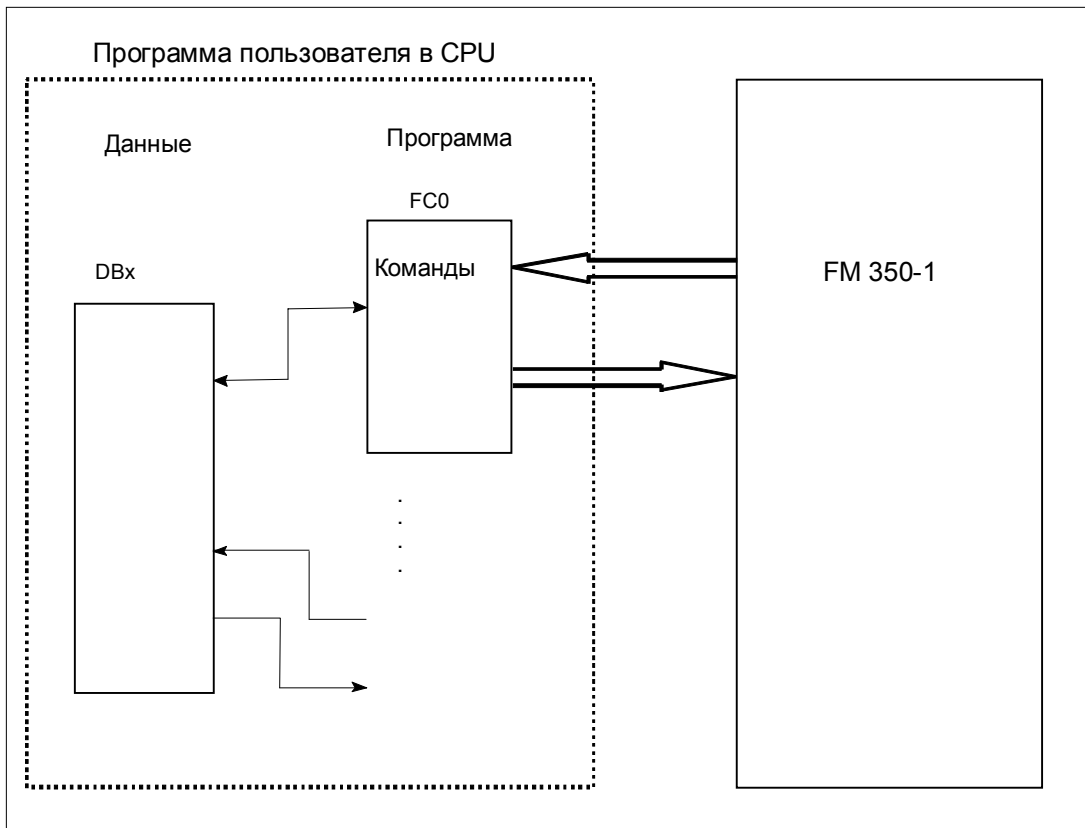 Программа пользователя в CPU
Данные
Программа
FC0
DBx
Команды
FM 350-1